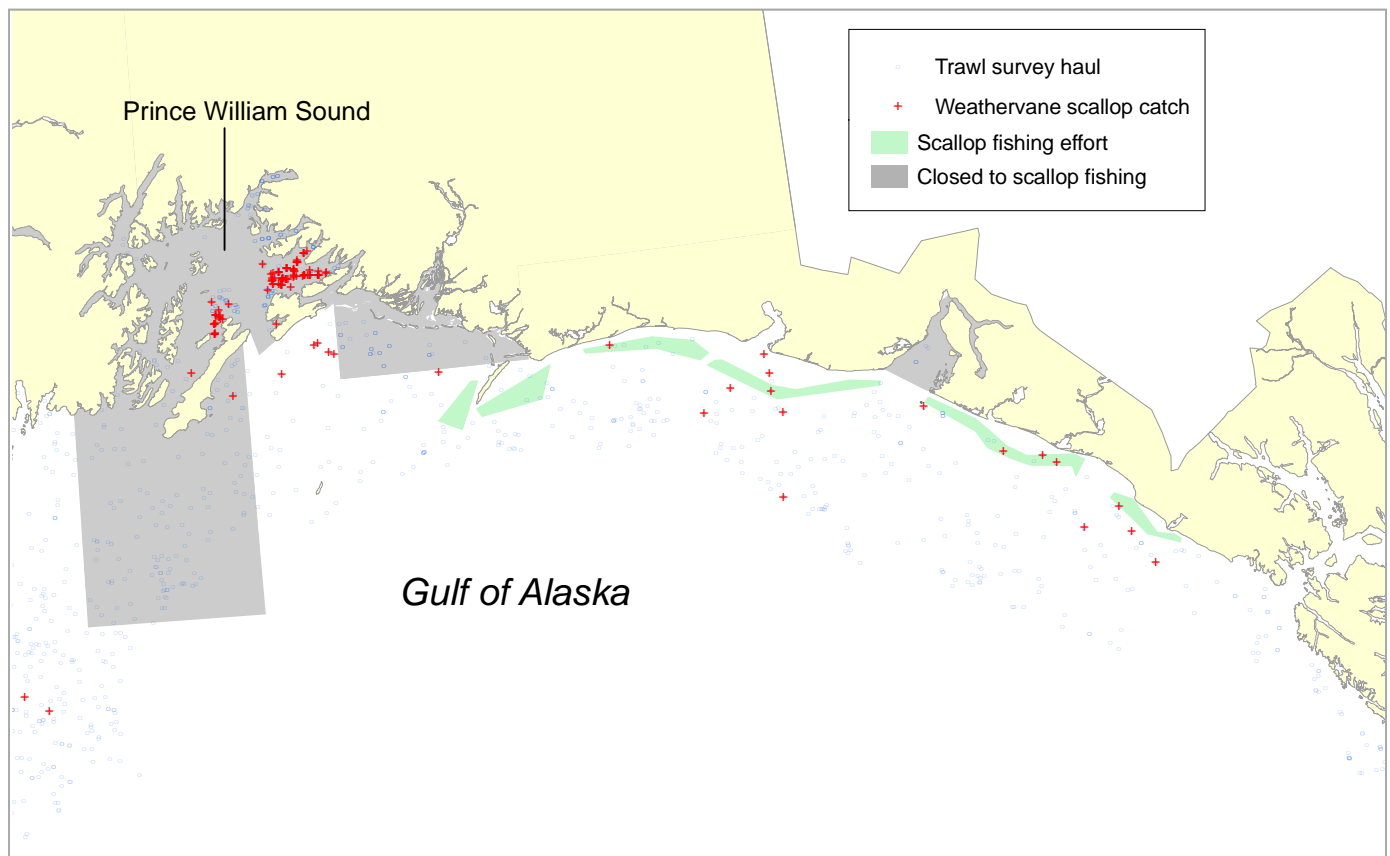 Prince William Sound
Trawl survey haul
Weathervane scallop catch
Scallop fishing effort
Closed to scallop fishing
Gulf of Alaska